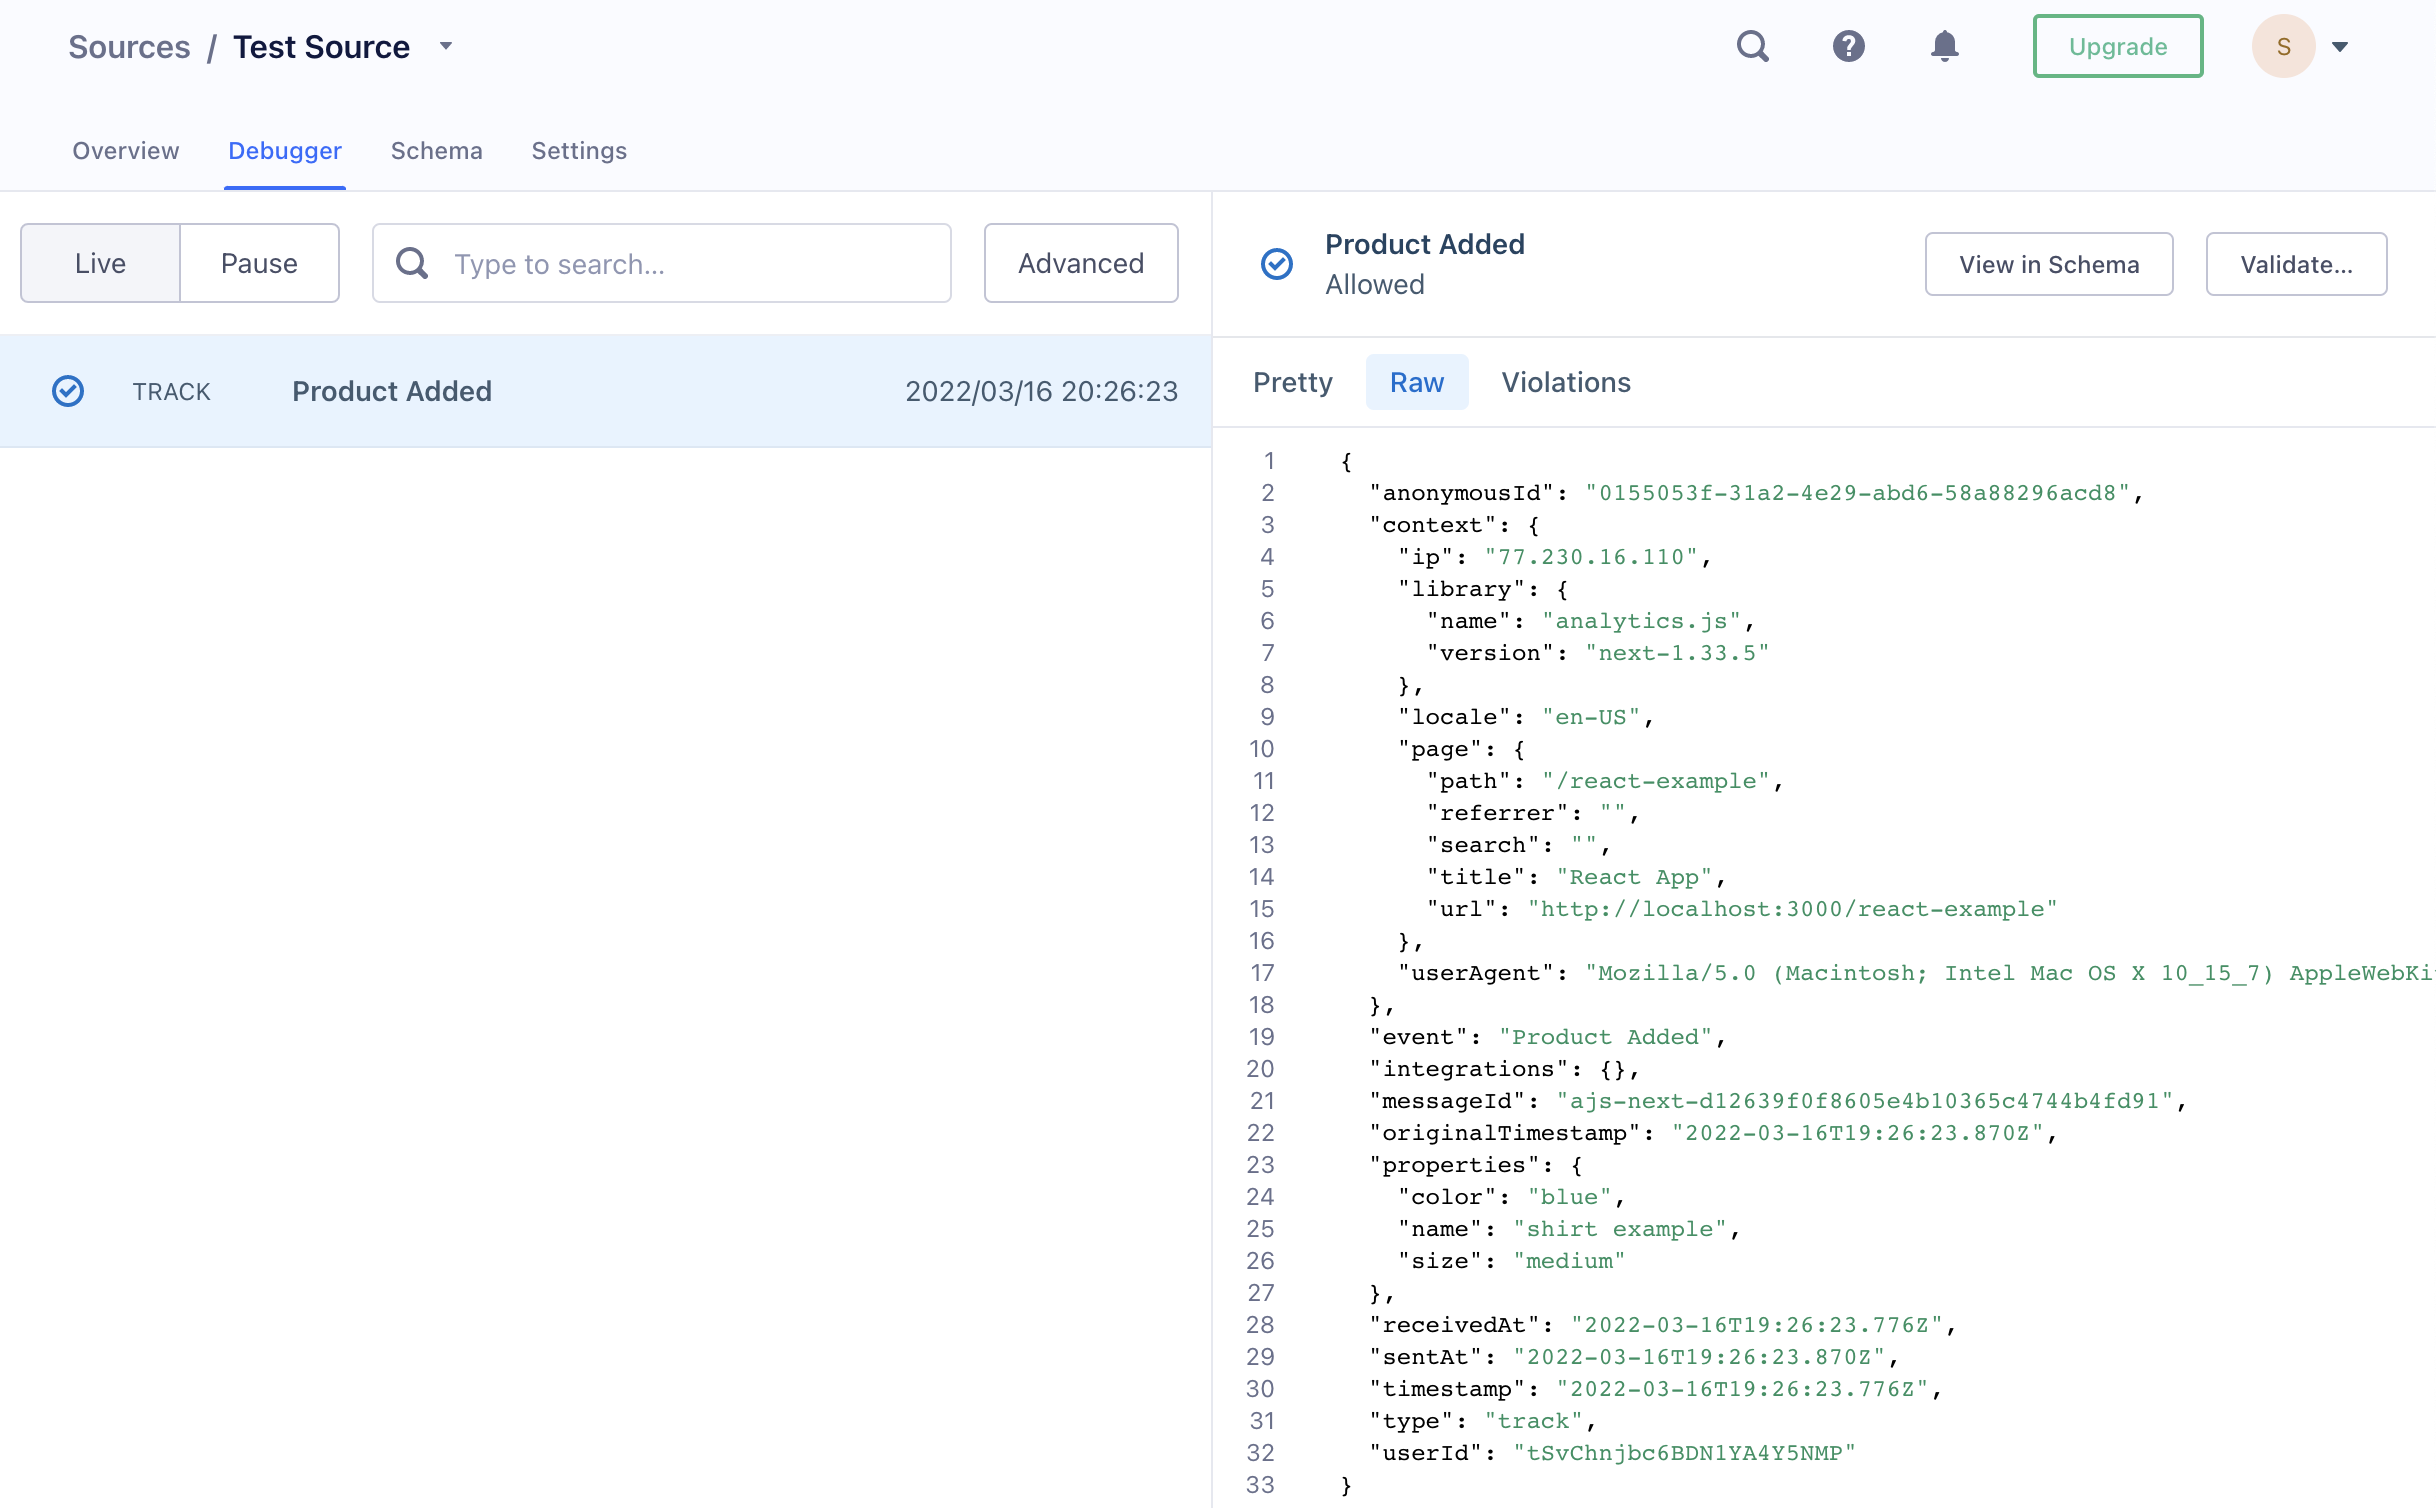 Sources / Test Source
Upgrade
S
Overview Debugger Schema Settings
Live Pause Type to search... Advanced
TRACK Product Added 2022/03/16 20:26:23
Product Added
Allowed
View in Schema Validate...
Pretty Raw Violations
1 {
2 "anonymousId": "0155053f-31a2-4e29-abd6-58a88296acd8",
3 "context": {
4 "ip": "77.230.16.110",
5 "library": {
6 "name": "analytics.js",
7 "version": "next-1.33.5"
8 },
9 "locale": "en-US",
10 "page": {
11 "path": "/react-example",
12 "referrer": "",
13 "search": "",
14 "title": "React App",
15 "url": "http://localhost:3000/react-example"
16 },
17 "userAgent": "Mozilla/5.0 (Macintosh; Intel Mac OS X 10_15_7) AppleWebKi
18 },
19 "event": "Product Added",
20 "integrations": {},
21 "messageId": "ajs-next-d12639f0f8605e4b10365c4744b4fd91",
22 "originalTimestamp": "2022-03-16T19:26:23.870Z",
23 "properties": {
24 "color": "blue",
25 "name": "shirt example",
26 "size": "medium"
27 },
28 "receivedAt": "2022-03-16T19:26:23.776Z",
29 "sentAt": "2022-03-16T19:26:23.870Z",
30 "timestamp": "2022-03-16T19:26:23.776Z",
31 "type": "track",
32 "userId": "tSvChnjbc6BDN1YA4Y5NMP"
33 }